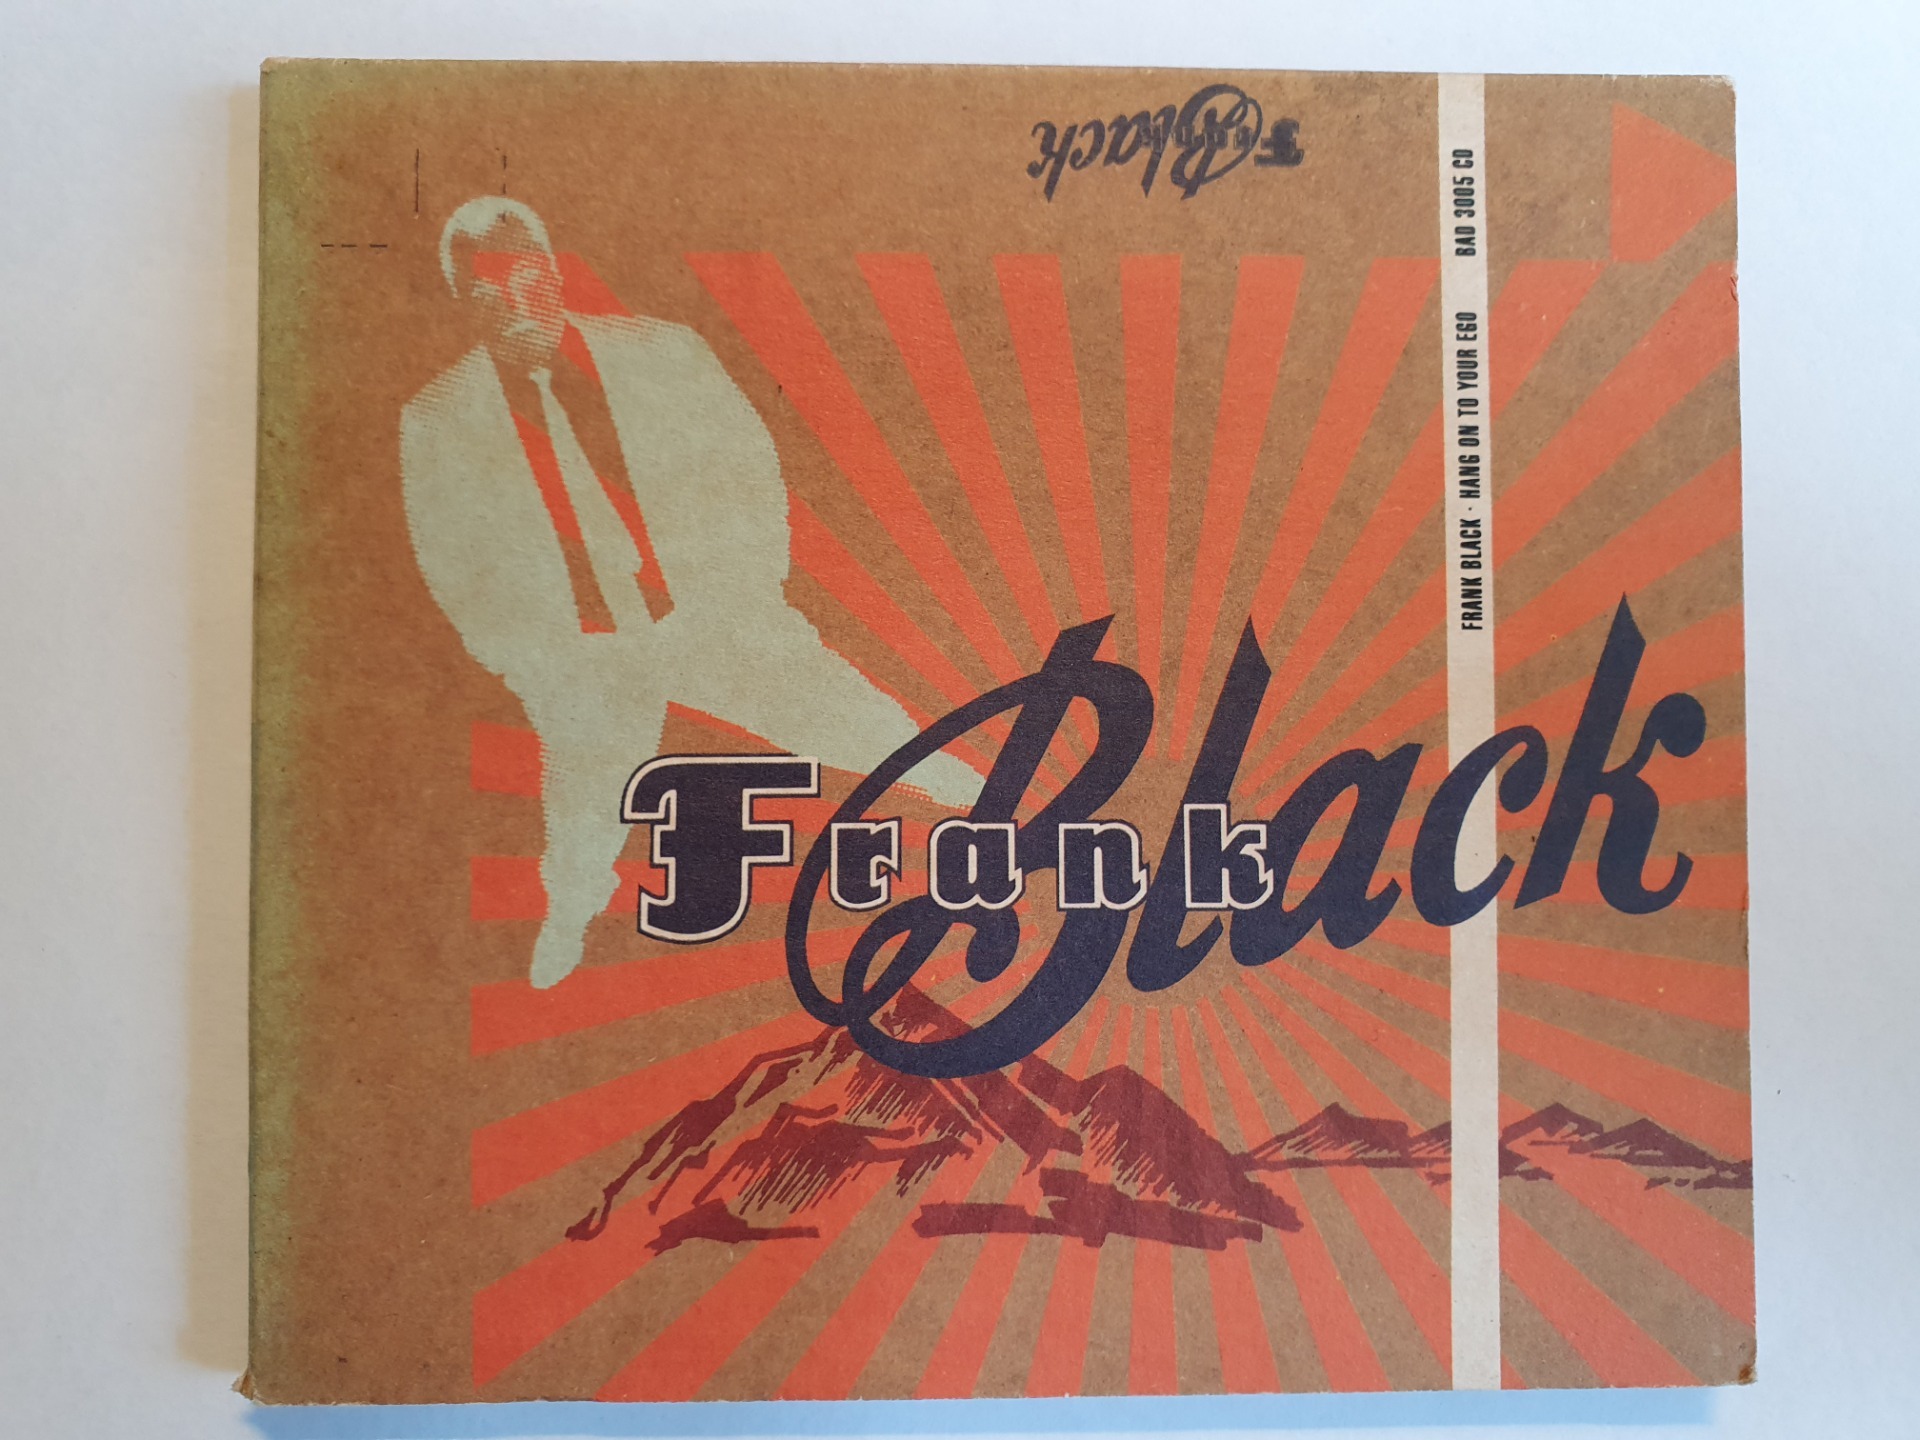 Frank Black
FRANK BLACK · HANG ON TO YOUR EGO BAD 3005 CD
Frank
Black